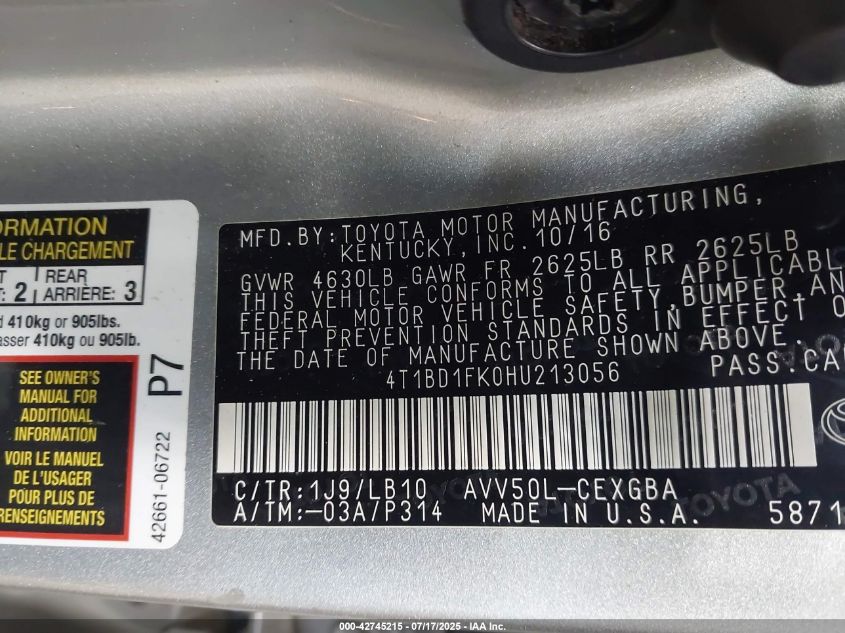 ORMATION
LE CHARGEMENT
T REAR
: 2 ARRIÈRE: 3
d 410kg or 905lbs.
asser 410kg ou 905lb.
SEE OWNER'S
MANUAL FOR
ADDITIONAL
INFORMATION
VOIR LE MANUEL
DE L'USAGER
POUR PLUS DE
RENSEIGNEMENTS
P7
42661-06722
MFD. BY: TOYOTA MOTOR MANUFACTURING,
KENTUCKY, INC. 10/16
GVWR 4630LB GAWR FR 2625LB RR 2625LB
THIS VEHICLE CONFORMS TO ALL APPLICABL
FEDERAL MOTOR VEHICLE SAFETY, BUMPER AN
THEFT PREVENTION STANDARDS IN EFFECT O
THE DATE OF MANUFACTURE SHOWN ABOVE.
4T1BD1FK0HU213056 PASS. CA
C/TR: 1J9/LB10 AVV50L-CEXGBA
A/TM: -03A/P314 MADE IN U.S.A. 5871
TOYOTA
000-42745215 - 07/17/2025 - IAA Inc.